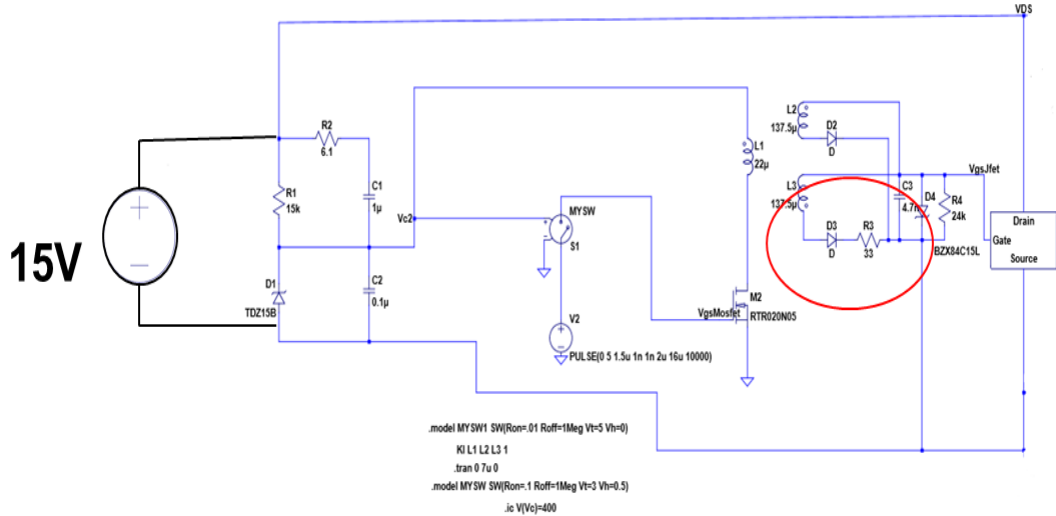 VDS
R2
6.1
R1
15k
C1
1µ
Vc2
15V
D1
TDZ15B
C2
0.1µ
MYSW
S1
V2
PULSE(0 5 1.5u 1n 1n 2u 16u 10000)
L1
22µ
L2
137.5µ
D2
D
L3
137.5µ
D3
D
R3
33
C3
4.7n
D4
BZX84C15L
VgsJfet
R4
24k
Drain
Gate
Source
M2
VgsMosfet
RTR020N05
.model MYSW1 SW(Ron=.01 Roff=1Meg Vt=5 Vh=0)
KI L1 L2 L3 1
.tran 0 7u 0
.model MYSW SW(Ron=.1 Roff=1Meg Vt=3 Vh=0.5)
.ic V(Vc)=400